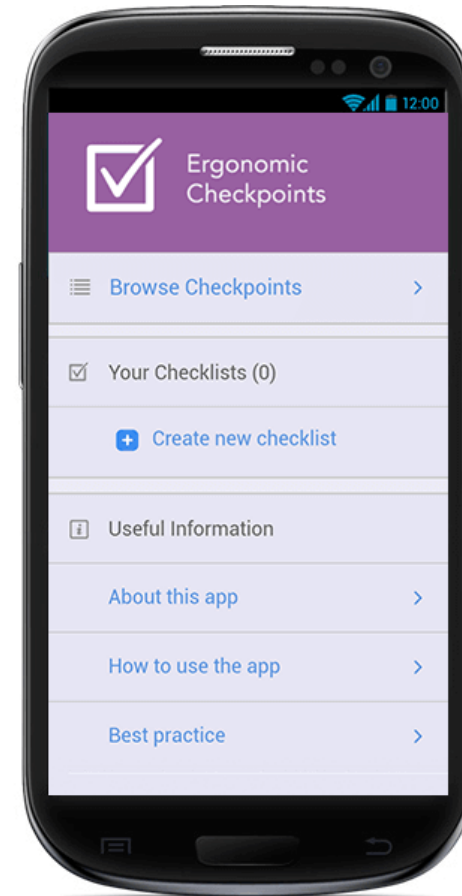 12:00
Ergonomic
Checkpoints
Browse Checkpoints
Your Checklists (0)
Create new checklist
Useful Information
About this app
How to use the app
Best practice